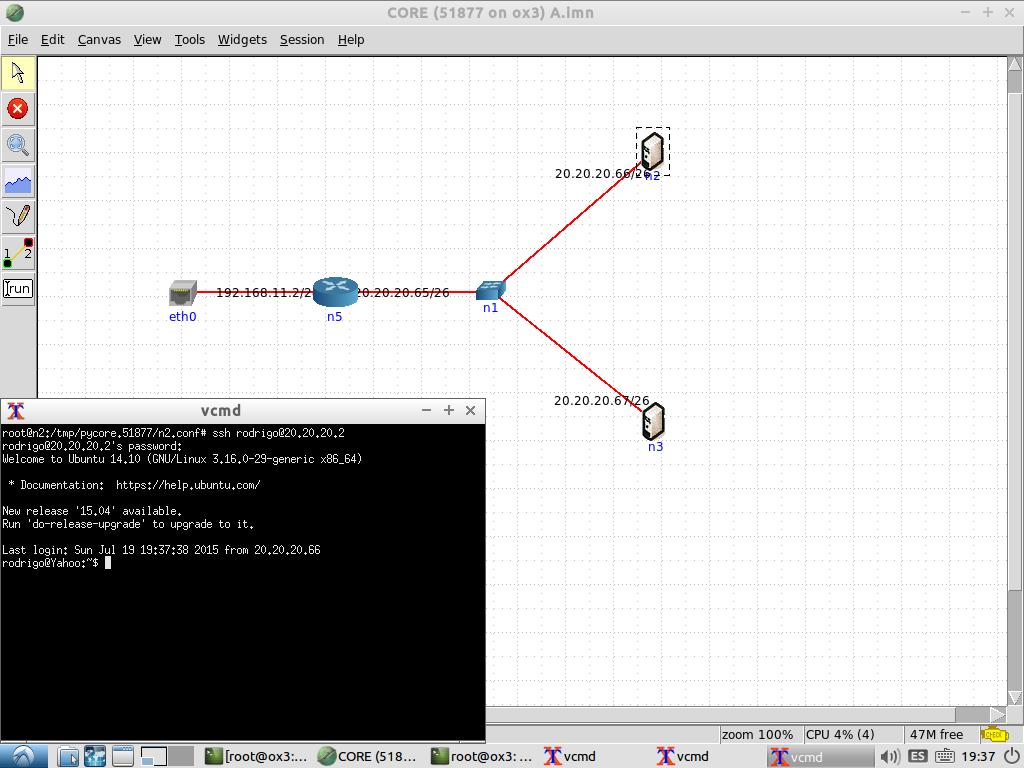 CORE (51877 on ox3) A.imn
File Edit Canvas View Tools Widgets Session Help
1 2
run
20.20.20.66/26
n2
192.168.11.2/2
20.20.20.65/26
eth0
n5
n1
20.20.20.67/26
n3
vcmd
root@n2:/tmp/pycore.51877/n2.conf# ssh rodrigo@20.20.20.2
rodrigo@20.20.20.2's password:
Welcome to Ubuntu 14.10 (GNU/Linux 3.16.0-29-generic x86_64)
* Documentation: https://help.ubuntu.com/
New release '15.04' available.
Run 'do-release-upgrade' to upgrade to it.
Last login: Sun Jul 19 19:37:38 2015 from 20.20.20.66
rodrigo@Yahoo:~$
zoom 100% CPU 4% (4) 47M free CHECK
[root@ox3:... CORE (518... root@ox3: ... vcmd vcmd vcmd ES 19:37